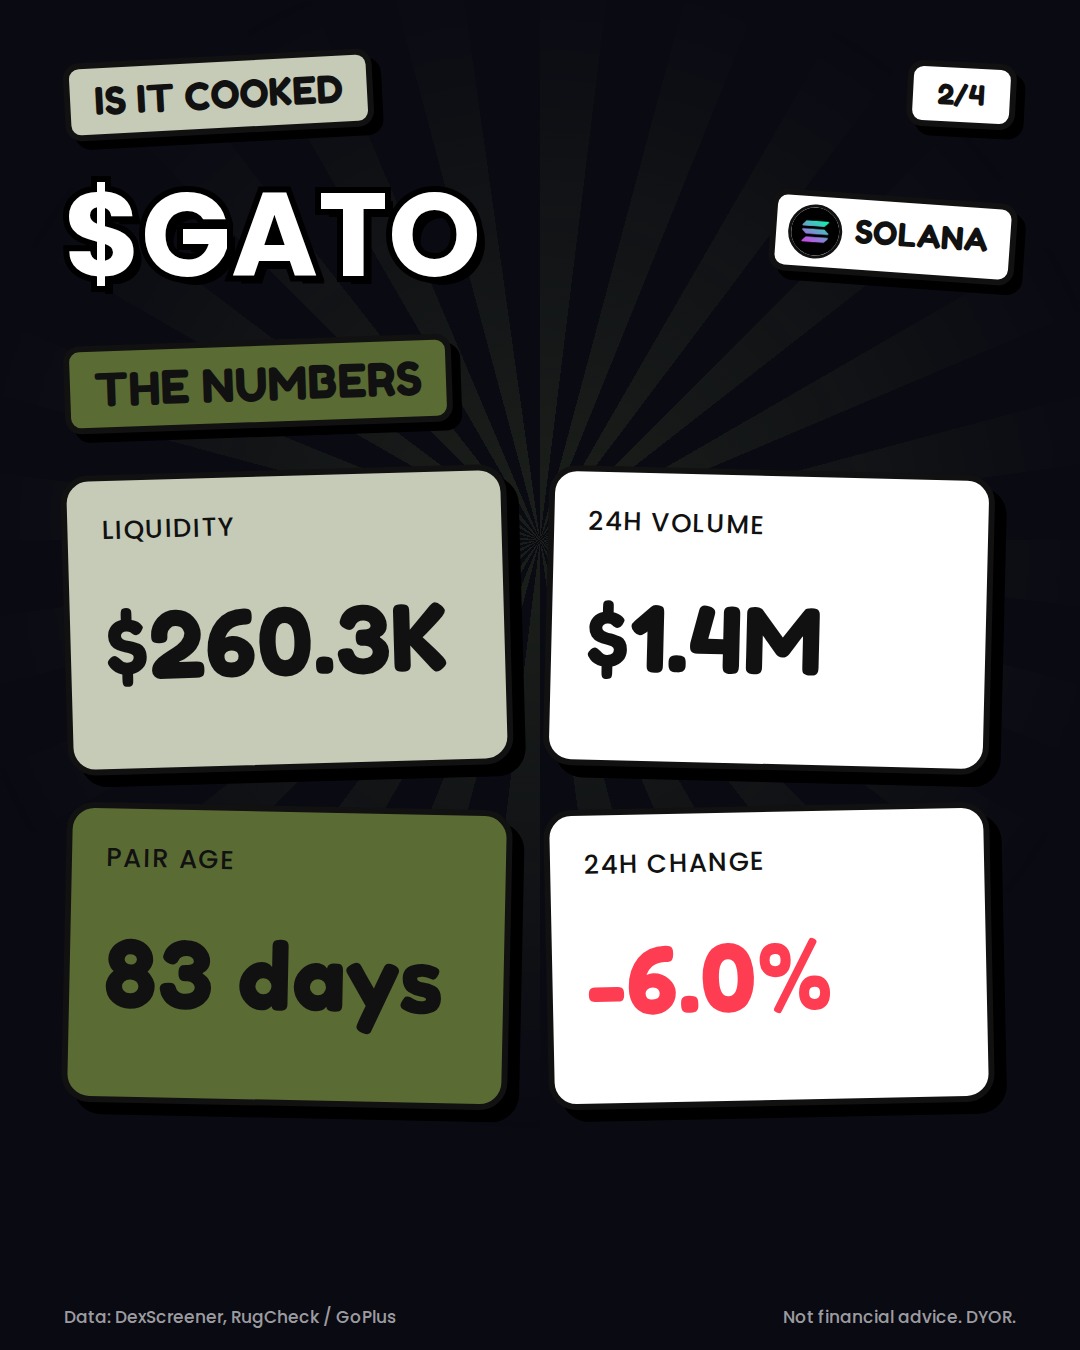 IS IT COOKED
2/4
$GATO
SOLANA
THE NUMBERS
LIQUIDITY
$260.3K
24H VOLUME
$1.4M
PAIR AGE
83 days
24H CHANGE
-6.0%
Data: DexScreener, RugCheck / GoPlus
Not financial advice. DYOR.